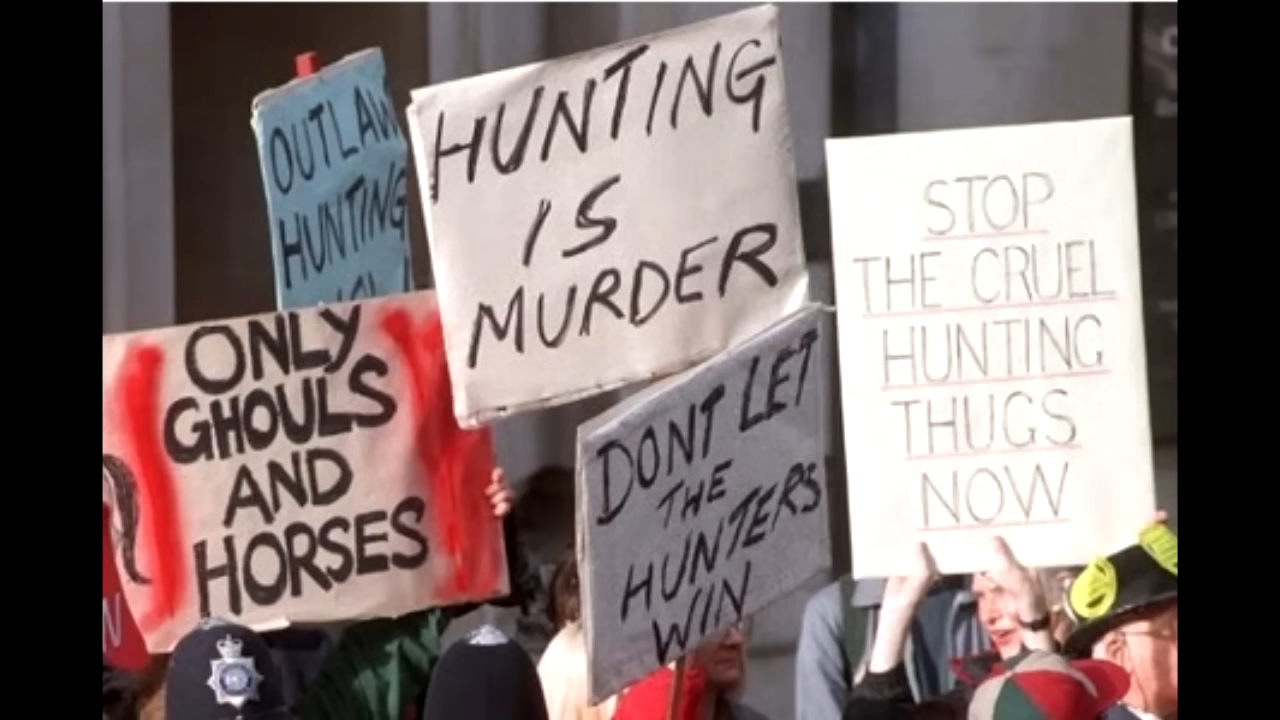 OUTLAW
HUNTING
HUNTING
IS
MURDER
STOP
THE CRUEL
HUNTING
THUGS
NOW
ONLY
GHOULS
AND
HORSES
DONT LET
THE
HUNTERS
WIN